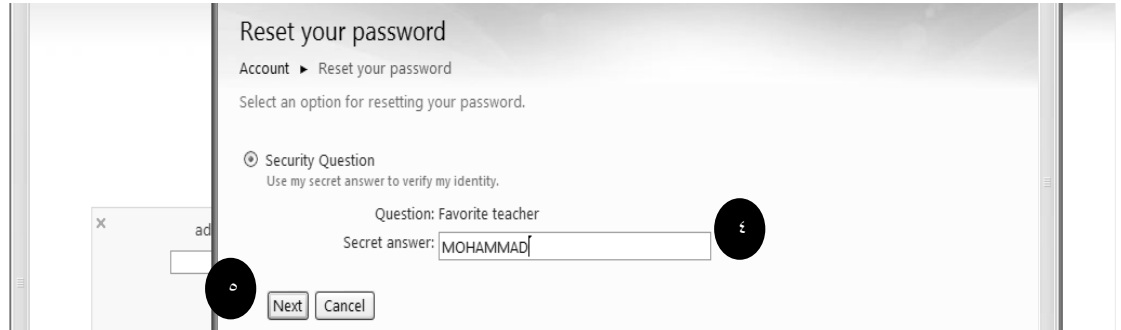 Reset your password
Account ► Reset your password
Select an option for resetting your password.
Security Question
Use my secret answer to verify my identity.
Question: Favorite teacher
٤
× ad
Secret answer: MOHAMMAD
٥
Next Cancel